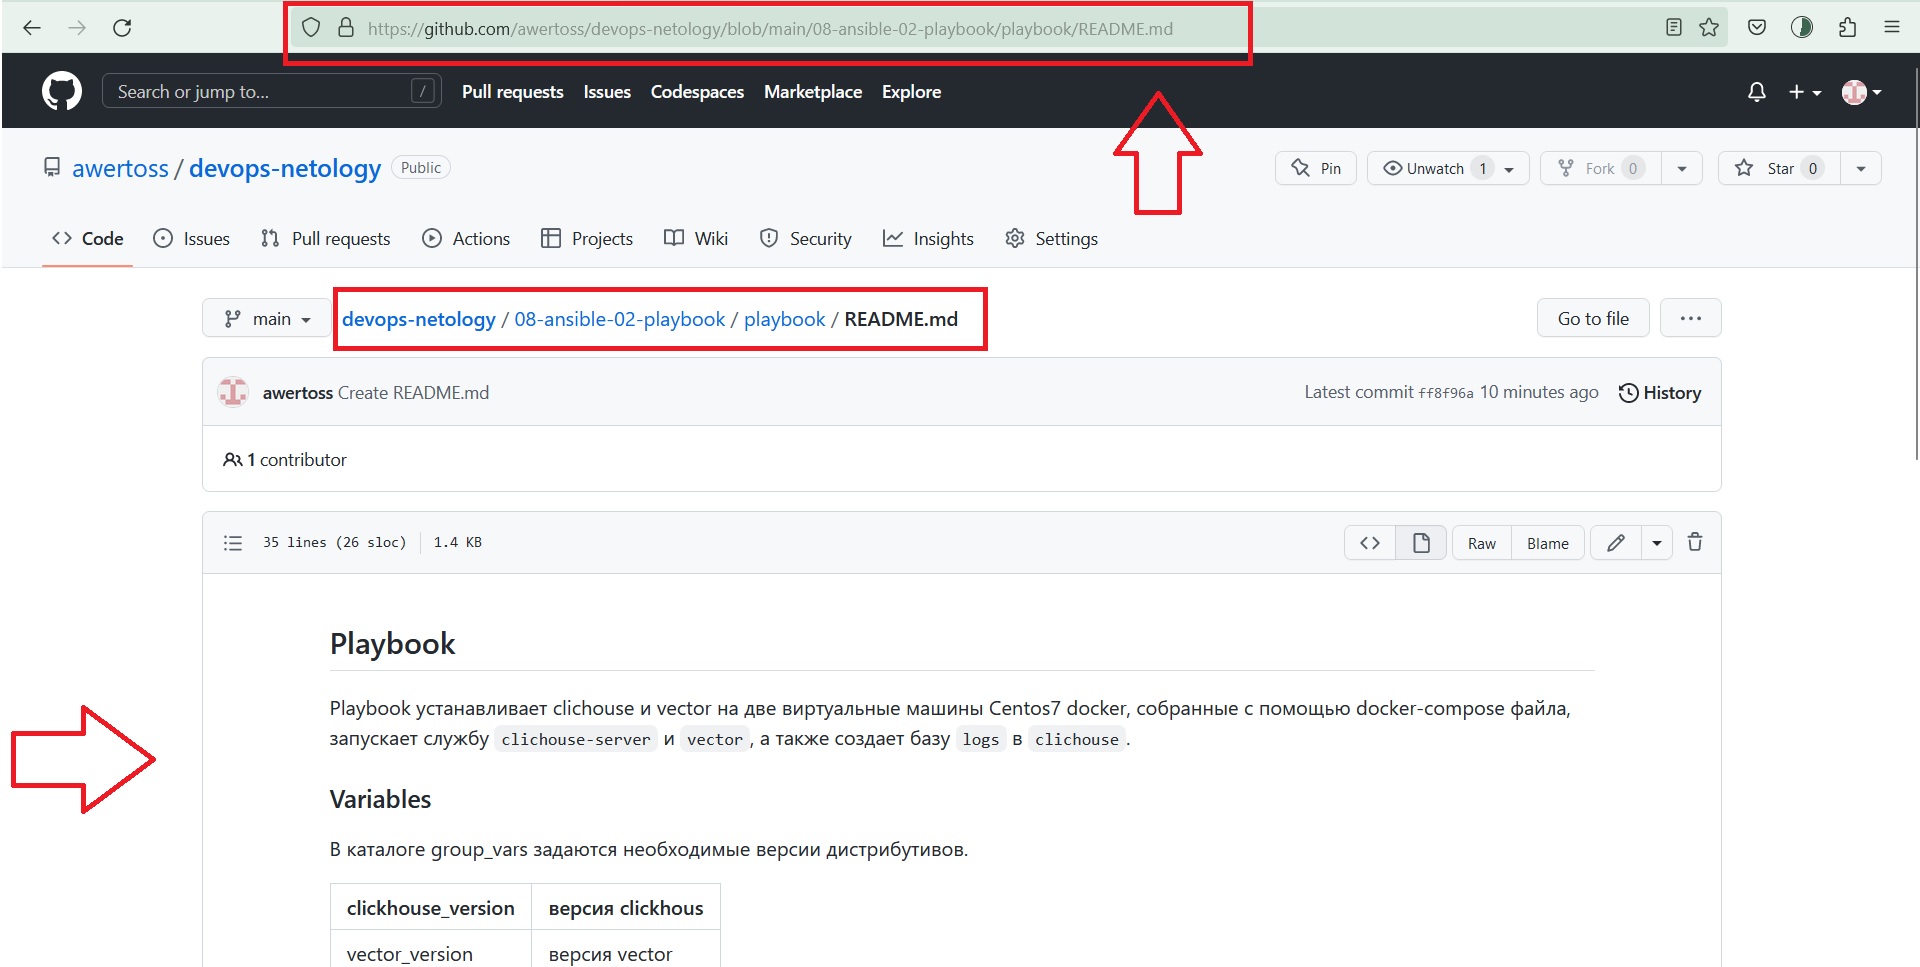 https://github.com/awertoss/devops-netology/blob/main/08-ansible-02-playbook/playbook/README.md
Search or jump to... / Pull requests Issues Codespaces Marketplace Explore
awertoss / devops-netology Public Pin Unwatch 1 Fork 0 Star 0
Code Issues Pull requests Actions Projects Wiki Security Insights Settings
main devops-netology / 08-ansible-02-playbook / playbook / README.md Go to file ...
awertoss Create README.md Latest commit ff8f96a 10 minutes ago History
1 contributor
35 lines (26 sloc) 1.4 KB Raw Blame
Playbook
Playbook устанавливает clichouse и vector на две виртуальные машины Centos7 docker, собранные с помощью docker-compose файла,
запускает службу clichouse-server и vector, а также создает базу logs в clichouse.
Variables
В каталоге group_vars задаются необходимые версии дистрибутивов.
clickhouse_version версия clickhous
vector_version версия vector